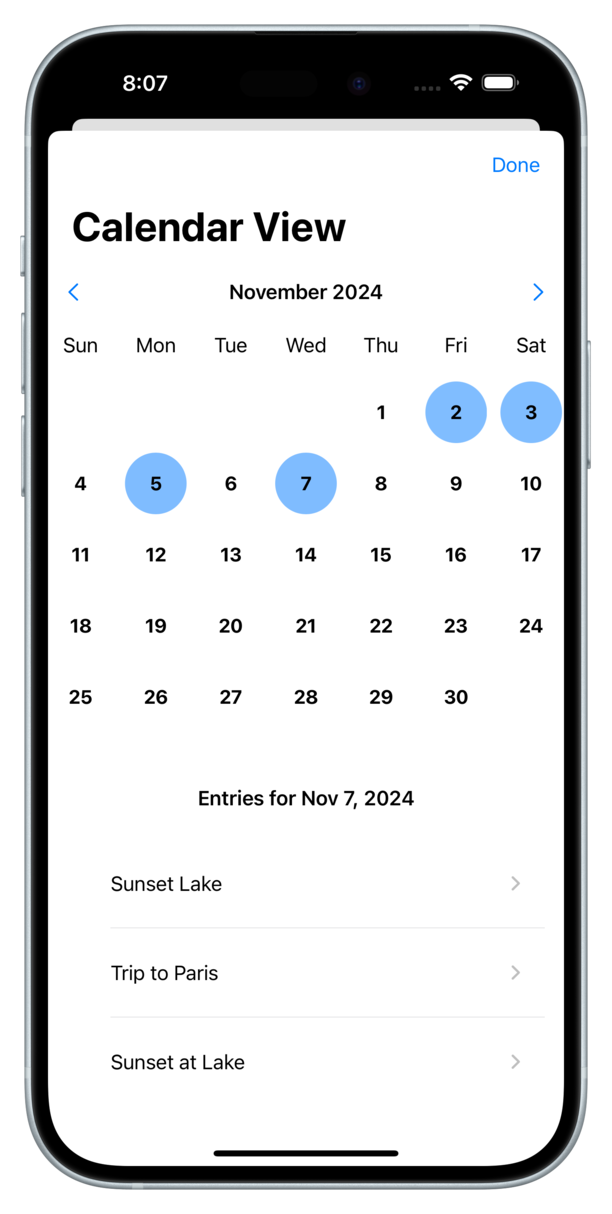 8:07
Done
Calendar View
November 2024
Sun Mon Tue Wed Thu Fri Sat
1 2 3
4 5 6 7 8 9 10
11 12 13 14 15 16 17
18 19 20 21 22 23 24
25 26 27 28 29 30
Entries for Nov 7, 2024
Sunset Lake
Trip to Paris
Sunset at Lake